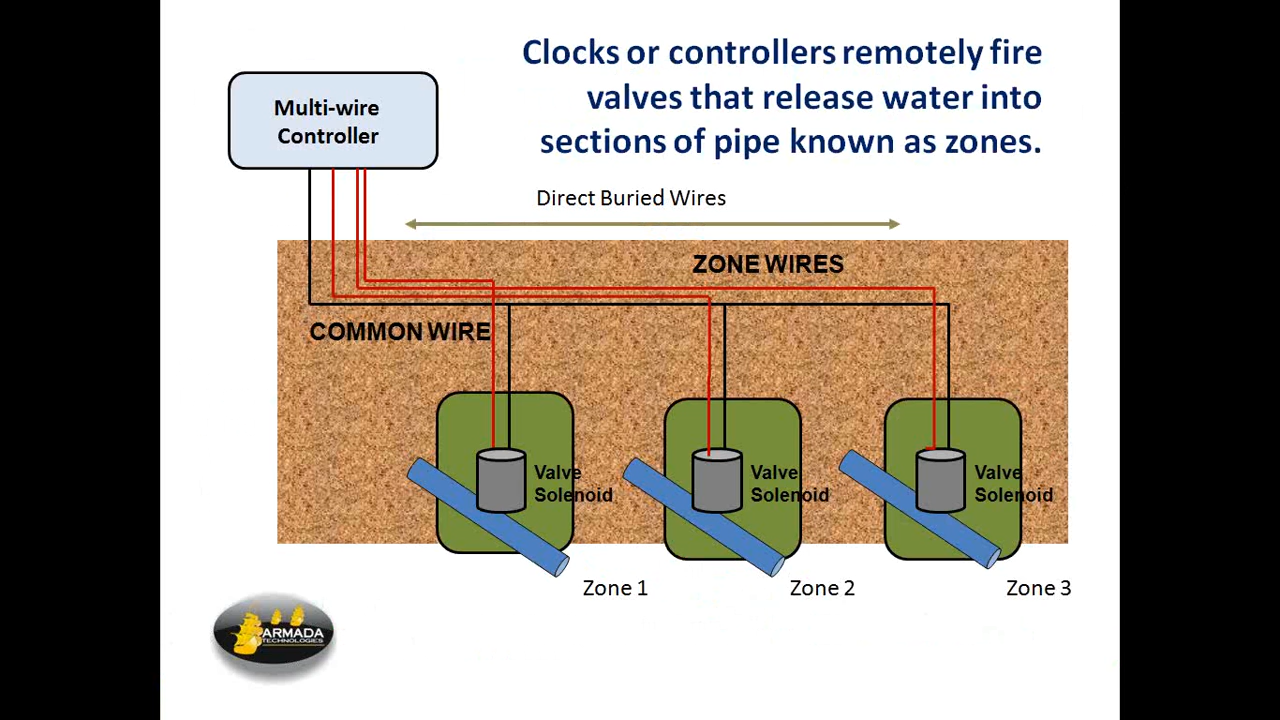 Clocks or controllers remotely fire
valves that release water into
sections of pipe known as zones.
Multi-wire
Controller
Direct Buried Wires
ZONE WIRES
COMMON WIRE
Valve
Solenoid
Valve
Solenoid
Valve
Solenoid
Zone 1
Zone 2
Zone 3
ARMADA
TECHNOLOGIES